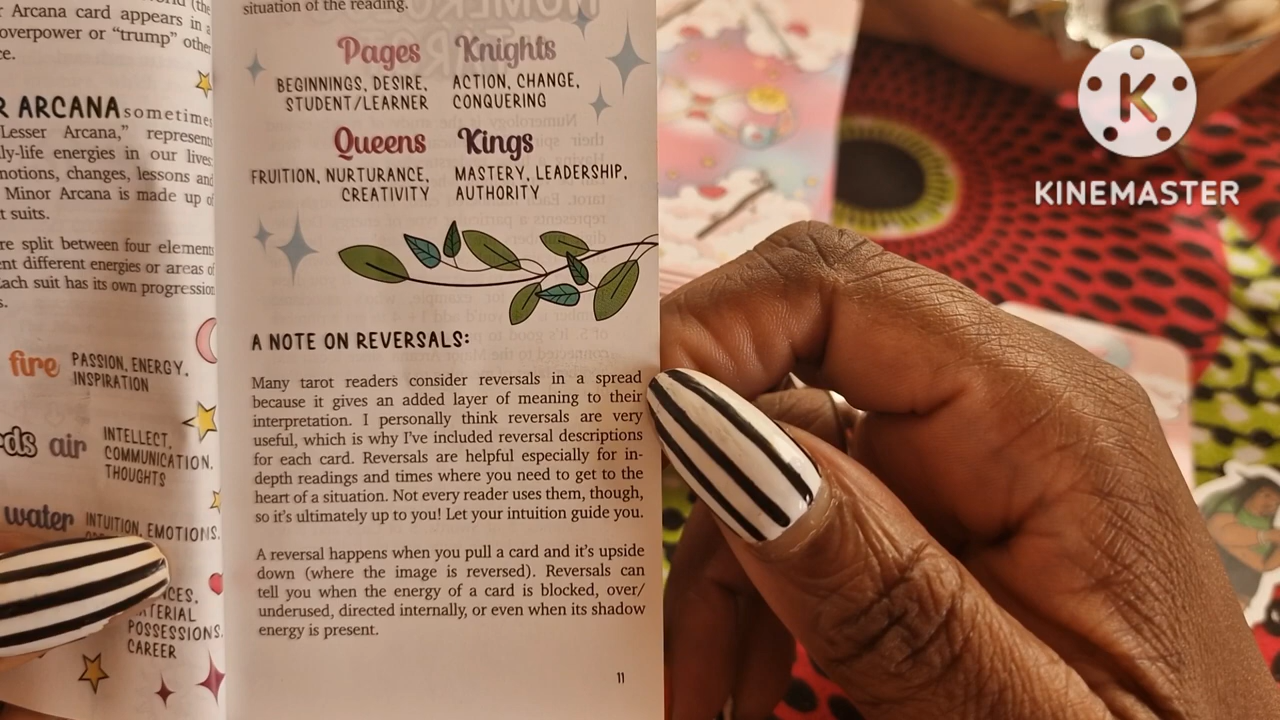 Arcana card appears in a
overpower or “trump” other
ARCANA sometimes
Lesser Arcana,” represents
energies in our lives
changes, lessons and
Minor Arcana is made up of
suits.
split between four elements
different energies or areas of
Each suit has its own progression
fire PASSION, ENERGY,
INSPIRATION
air INTELLECT,
COMMUNICATION,
THOUGHTS
water INTUITION, EMOTIONS,
POSSESSIONS,
CAREER
situation of the reading.
Pages Knights
BEGINNINGS, DESIRE, ACTION, CHANGE,
STUDENT/LEARNER CONQUERING
Queens Kings
FRUITION, NURTURANCE, MASTERY, LEADERSHIP,
CREATIVITY AUTHORITY
A NOTE ON REVERSALS:
Many tarot readers consider reversals in a spread
because it gives an added layer of meaning to their
interpretation. I personally think reversals are very
useful, which is why I’ve included reversal descriptions
for each card. Reversals are helpful especially for in-
depth readings and times where you need to get to the
heart of a situation. Not every reader uses them, though,
so it’s ultimately up to you! Let your intuition guide you.
A reversal happens when you pull a card and it’s upside
down (where the image is reversed). Reversals can
tell you when the energy of a card is blocked, over/
underused, directed internally, or even when its shadow
energy is present.
11
K
KINEMASTER